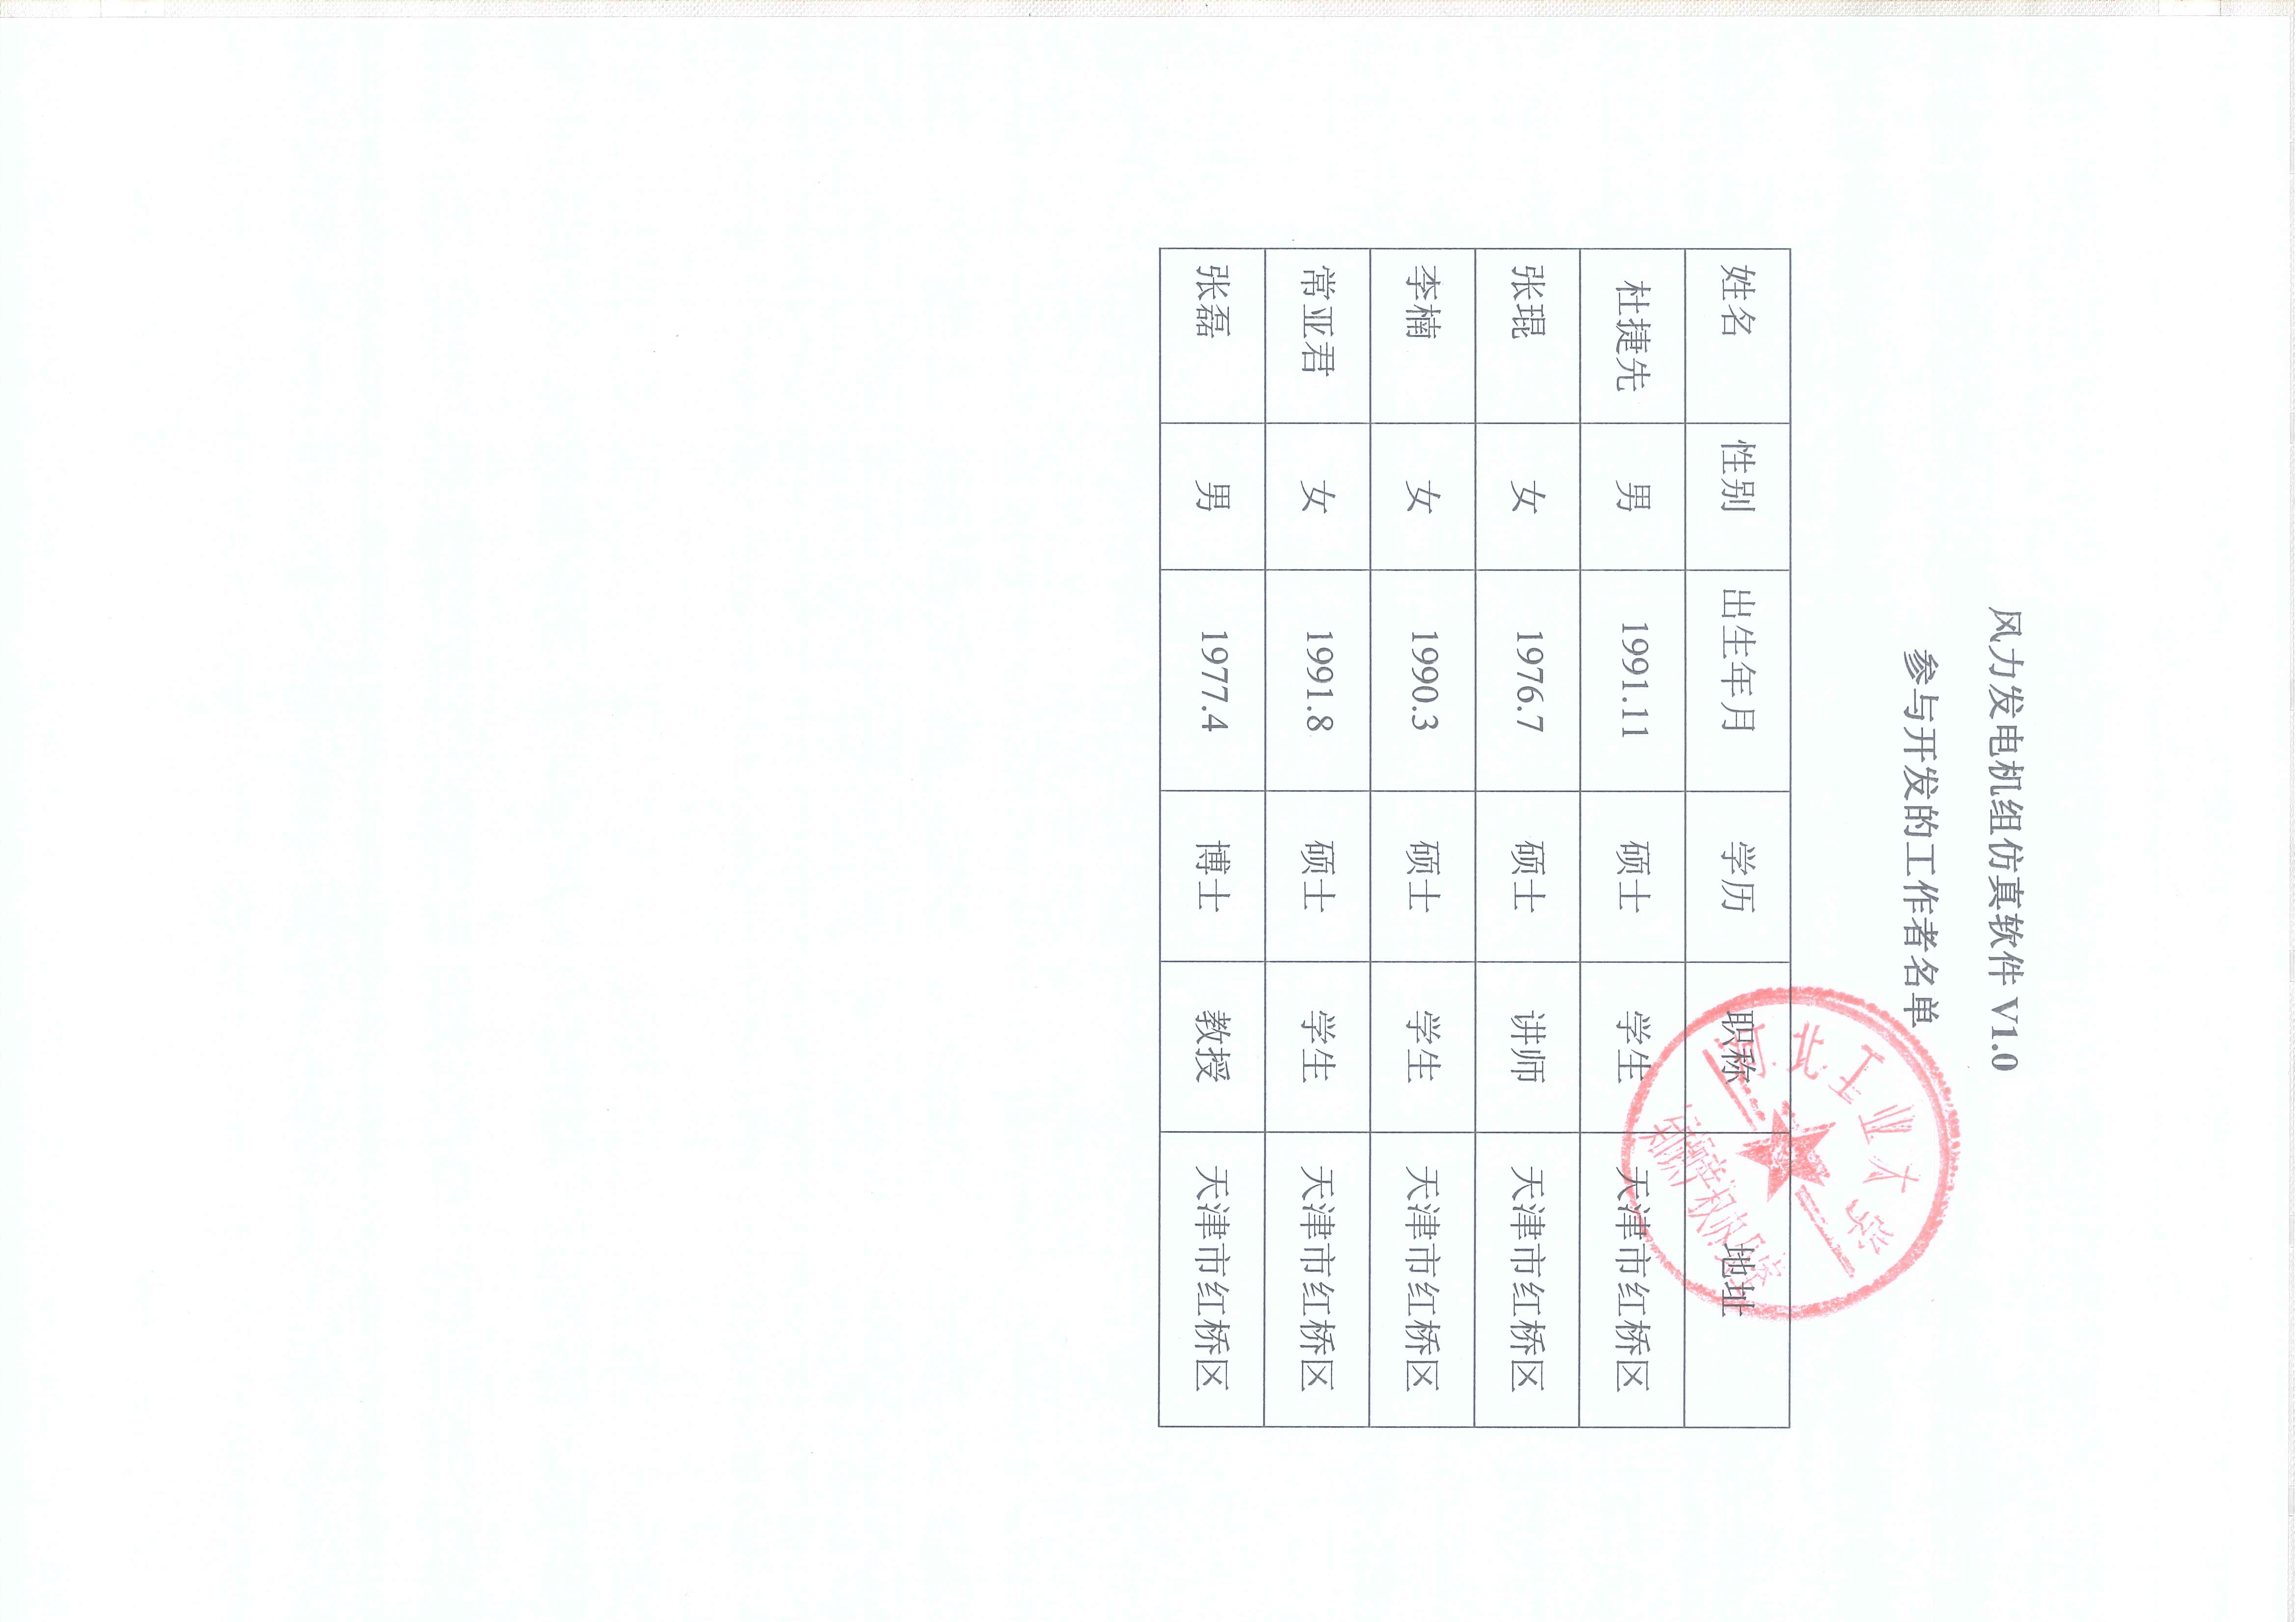 风力发电机组仿真软件 V1.0
参与开发的工作者名单
姓名 性别 出生年月 学历 职称 地址
杜捷先 男 1991.11 硕士 学生 天津市红桥区
张琨 女 1976.7 硕士 讲师 天津市红桥区
李楠 女 1990.3 硕士 学生 天津市红桥区
常亚君 女 1991.8 硕士 学生 天津市红桥区
张磊 男 1977.4 博士 教授 天津市红桥区
河北工业大学